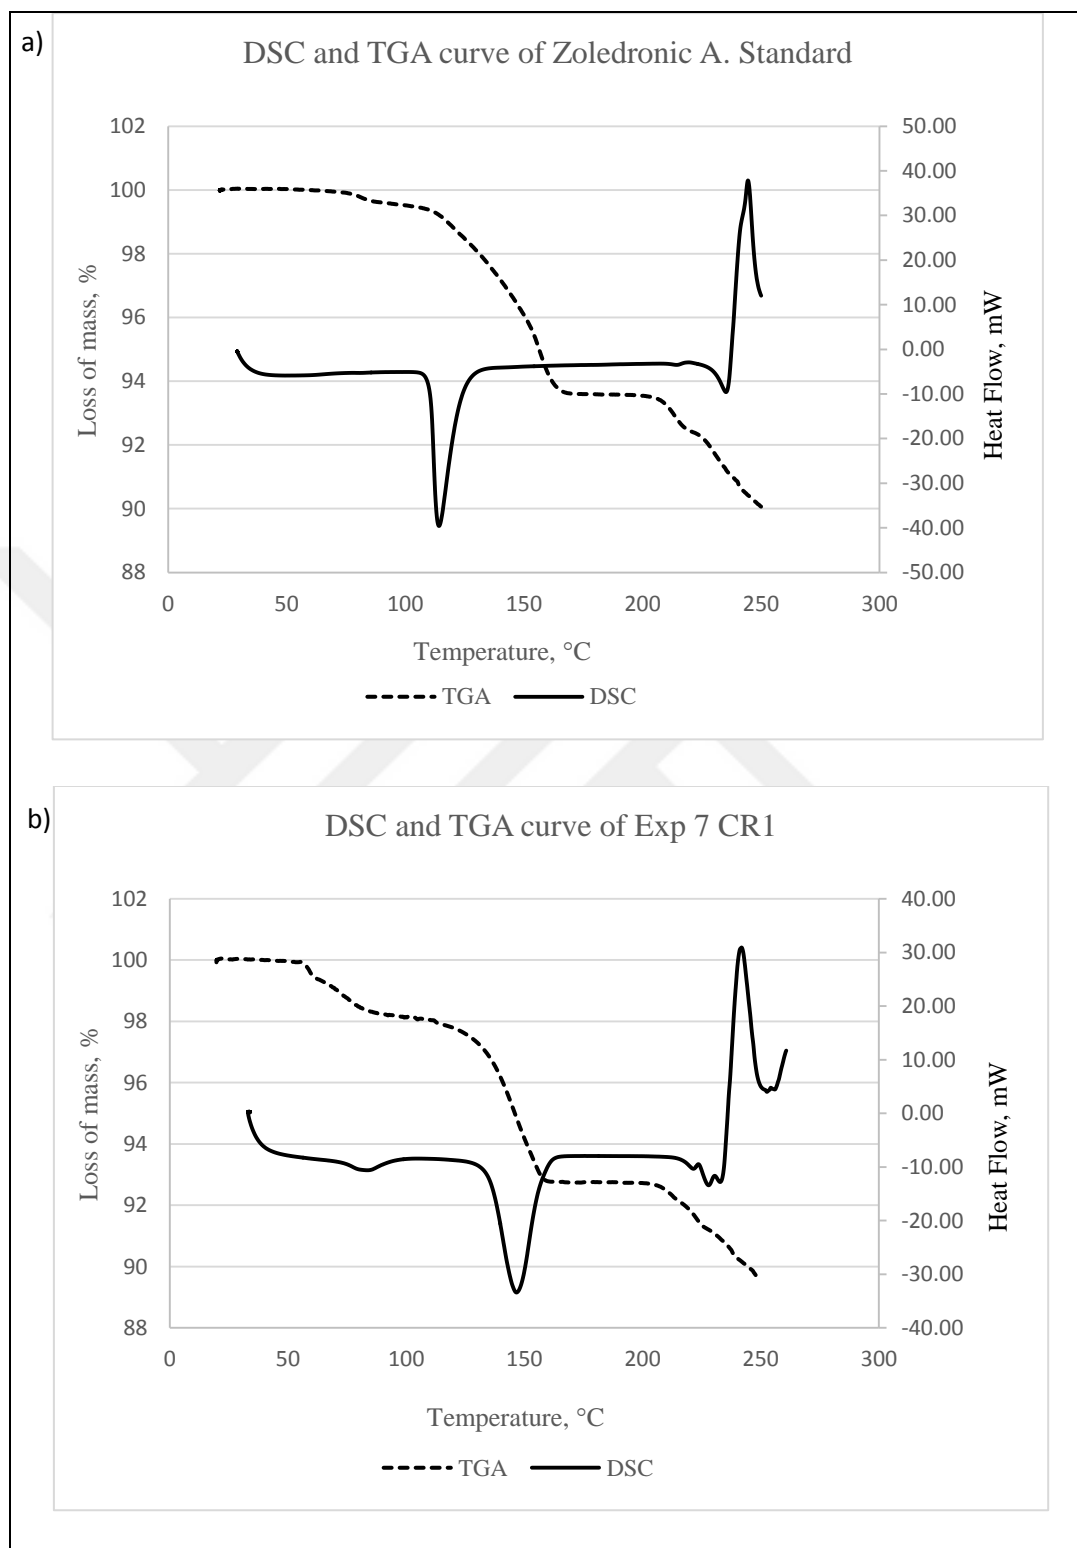 a)
DSC and TGA curve of Zoledronic A. Standard
102
100
98
96
94
92
90
88
Loss of mass, %
50.00
40.00
30.00
20.00
10.00
0.00
-10.00
-20.00
-30.00
-40.00
-50.00
Heat Flow, mW
0 50 100 150 200 250 300
Temperature, °C
TGA DSC
b)
DSC and TGA curve of Exp 7 CR1
102
100
98
96
94
92
90
88
Loss of mass, %
40.00
30.00
20.00
10.00
0.00
-10.00
-20.00
-30.00
-40.00
Heat Flow, mW
0 50 100 150 200 250 300
Temperature, °C
TGA DSC